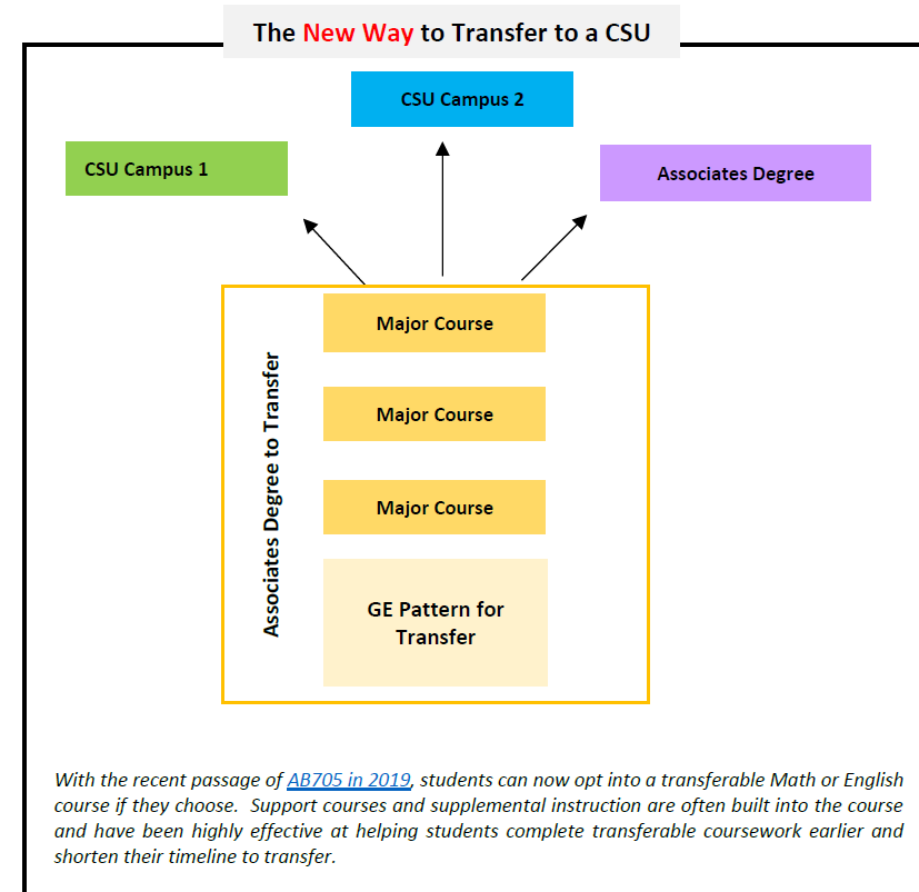 The New Way to Transfer to a CSU
CSU Campus 2
CSU Campus 1
Associates Degree
Associates Degree to Transfer
Major Course
Major Course
Major Course
GE Pattern for
Transfer
With the recent passage of AB705 in 2019, students can now opt into a transferable Math or English
course if they choose.  Support courses and supplemental instruction are often built into the course
and have been highly effective at helping students complete transferable coursework earlier and
shorten their timeline to transfer.